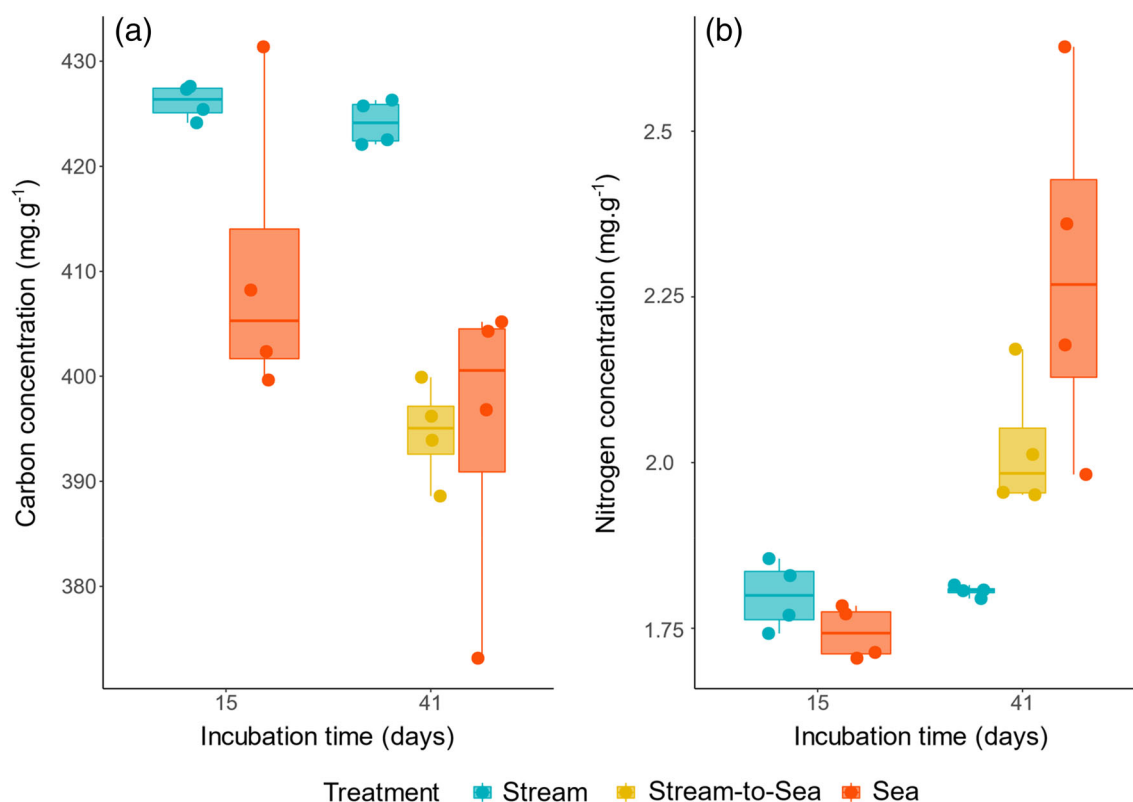 (a)
Carbon concentration (mg.g⁻¹)
430
420
410
400
390
380
15
41
Incubation time (days)
(b)
Nitrogen concentration (mg.g⁻¹)
2.5
2.25
2.0
1.75
15
41
Incubation time (days)
Treatment Stream Stream-to-Sea Sea